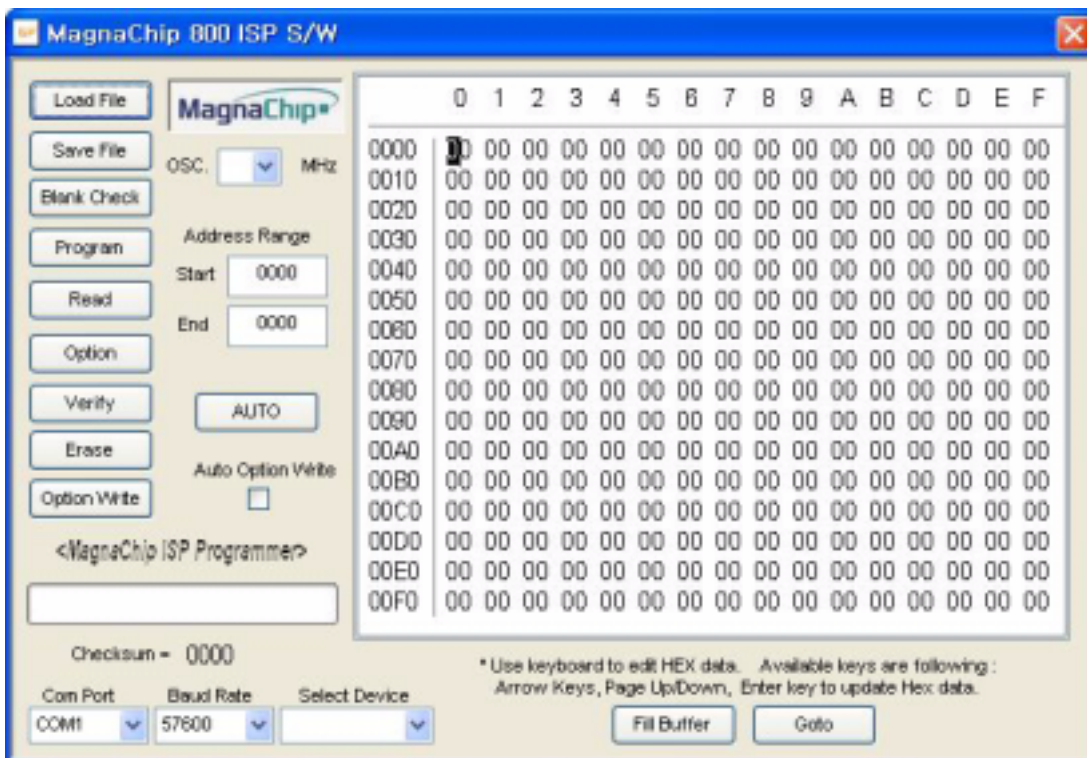 MagnaChip 800 ISP S/W
Load File
Save File
Blank Check
Program
Read
Option
Verify
Erase
Option Write
MagnaChip
OSC. MHz
Address Range
Start 0000
End 0000
AUTO
Auto Option Write
<MagnaChip ISP Programmer>
Checksum = 0000
Com Port Baud Rate Select Device
COM1 57600
0 1 2 3 4 5 6 7 8 9 A B C D E F
0000 00 00 00 00 00 00 00 00 00 00 00 00 00 00 00 00
0010 00 00 00 00 00 00 00 00 00 00 00 00 00 00 00 00
0020 00 00 00 00 00 00 00 00 00 00 00 00 00 00 00 00
0030 00 00 00 00 00 00 00 00 00 00 00 00 00 00 00 00
0040 00 00 00 00 00 00 00 00 00 00 00 00 00 00 00 00
0050 00 00 00 00 00 00 00 00 00 00 00 00 00 00 00 00
0060 00 00 00 00 00 00 00 00 00 00 00 00 00 00 00 00
0070 00 00 00 00 00 00 00 00 00 00 00 00 00 00 00 00
0080 00 00 00 00 00 00 00 00 00 00 00 00 00 00 00 00
0090 00 00 00 00 00 00 00 00 00 00 00 00 00 00 00 00
00A0 00 00 00 00 00 00 00 00 00 00 00 00 00 00 00 00
00B0 00 00 00 00 00 00 00 00 00 00 00 00 00 00 00 00
00C0 00 00 00 00 00 00 00 00 00 00 00 00 00 00 00 00
00D0 00 00 00 00 00 00 00 00 00 00 00 00 00 00 00 00
00E0 00 00 00 00 00 00 00 00 00 00 00 00 00 00 00 00
00F0 00 00 00 00 00 00 00 00 00 00 00 00 00 00 00 00
* Use keyboard to edit HEX data. Available keys are following :
Arrow Keys, Page Up/Down, Enter key to update Hex data.
Fill Buffer
Goto